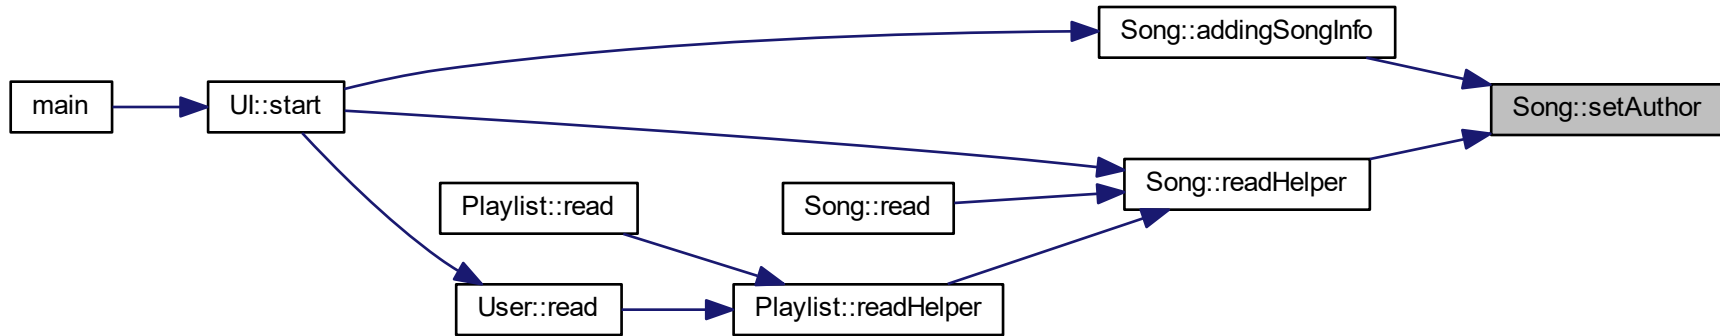 Song::addingSongInfo
main
UI::start
Song::setAuthor
Song::readHelper
Playlist::read
Song::read
User::read
Playlist::readHelper